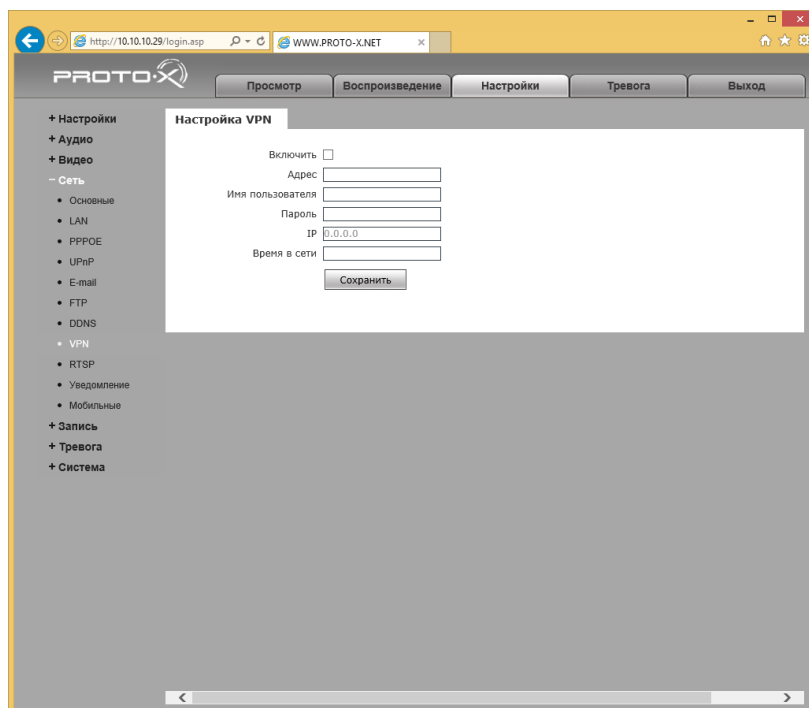 http://10.10.10.29/login.asp
WWW.PROTO-X.NET
PROTO-X
Просмотр
Воспроизведение
Настройки
Тревога
Выход
+ Настройки
+ Аудио
+ Видео
− Сеть
• Основные
• LAN
• PPPOE
• UPnP
• E-mail
• FTP
• DDNS
• VPN
• RTSP
• Уведомление
• Мобильные
+ Запись
+ Тревога
+ Система
Настройка VPN
Включить
Адрес
Имя пользователя
Пароль
IP 0.0.0.0
Время в сети
Сохранить